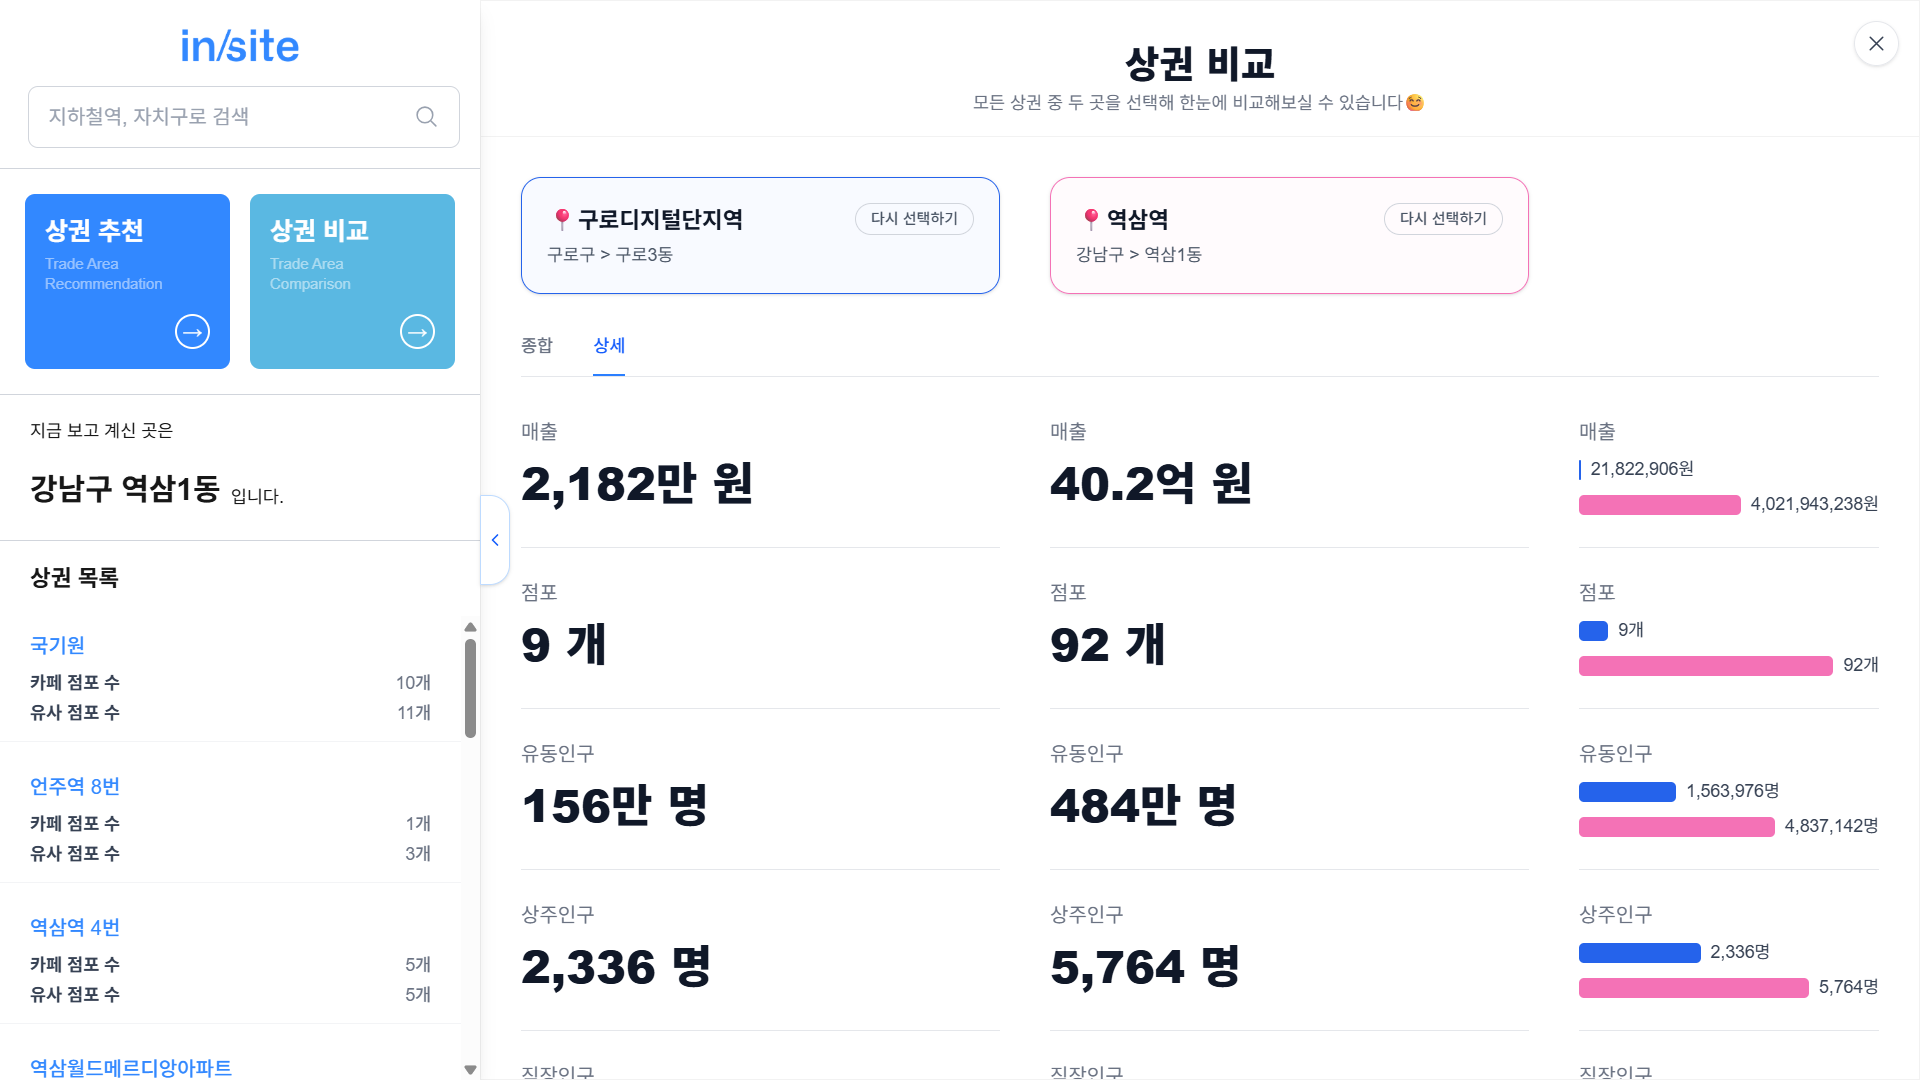 in/site
지하철역, 자치구로 검색
상권 추천
Trade Area
Recommendation
상권 비교
Trade Area
Comparison
지금 보고 계신 곳은
강남구 역삼1동 입니다.
상권 목록
국기원
카페 점포 수 10개
유사 점포 수 11개
언주역 8번
카페 점포 수 1개
유사 점포 수 3개
역삼역 4번
카페 점포 수 5개
유사 점포 수 5개
역삼월드메르디앙아파트
상권 비교
모든 상권 중 두 곳을 선택해 한눈에 비교해보실 수 있습니다😊
구로디지털단지역
다시 선택하기
구로구 > 구로3동
역삼역
다시 선택하기
강남구 > 역삼1동
종합 상세
매출
2,182만 원
매출
40.2억 원
매출
21,822,906원
4,021,943,238원
점포
9 개
점포
92 개
점포
9개
92개
유동인구
156만 명
유동인구
484만 명
유동인구
1,563,976명
4,837,142명
상주인구
2,336 명
상주인구
5,764 명
상주인구
2,336명
5,764명
직장인구
직장인구
직장인구